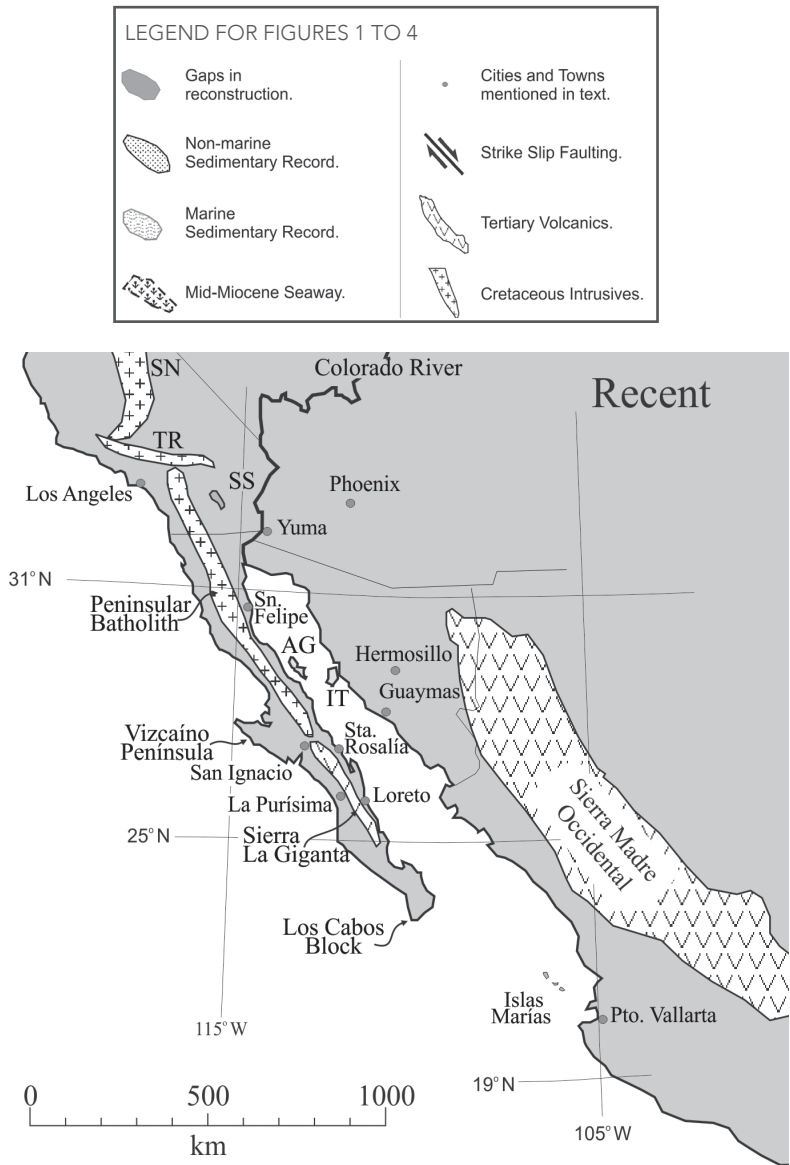 LEGEND FOR FIGURES 1 TO 4
Gaps in
reconstruction.
Non-marine
Sedimentary Record.
Marine
Sedimentary Record.
Mid-Miocene Seaway.
Cities and Towns
mentioned in text.
Strike Slip Faulting.
Tertiary Volcanics.
Cretaceous Intrusives.
SN
Colorado River
Recent
TR
SS
Phoenix
Los Angeles
Yuma
31°N
Peninsular
Batholith
Sn.
Felipe
AG
Hermosillo
IT
Guaymas
Vizcaíno
Península
Sta.
Rosalía
San Ignacio
La Purísima
Loreto
25°N
Sierra
La Giganta
Sierra Madre
Occidental
Los Cabos
Block
Islas
Marías
Pto. Vallarta
115°W
19°N
105°W
0 500 1000
km